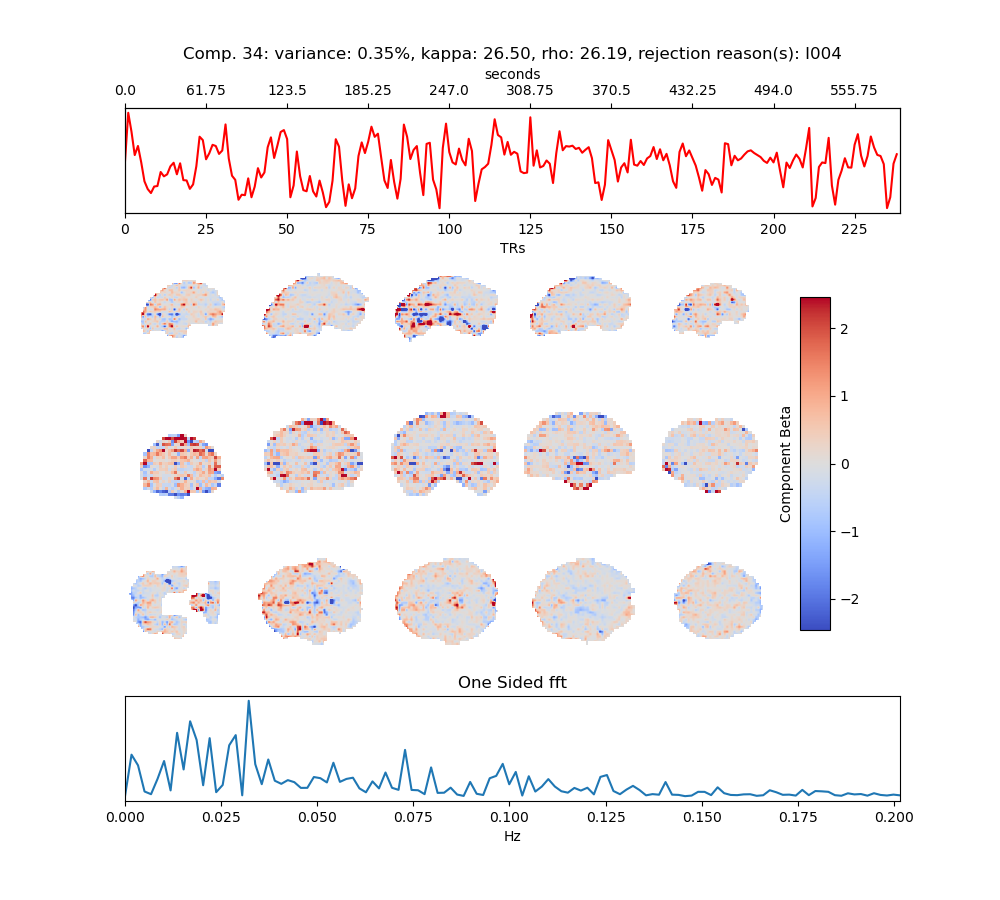 Comp. 34: variance: 0.35%, kappa: 26.50, rho: 26.19, rejection reason(s): I004
seconds
0.0 61.75 123.5 185.25 247.0 308.75 370.5 432.25 494.0 555.75
0 25 50 75 100 125 150 175 200 225
TRs
2
1
0
−1
−2
Component Beta
One Sided fft
0.000 0.025 0.050 0.075 0.100 0.125 0.150 0.175 0.200
Hz